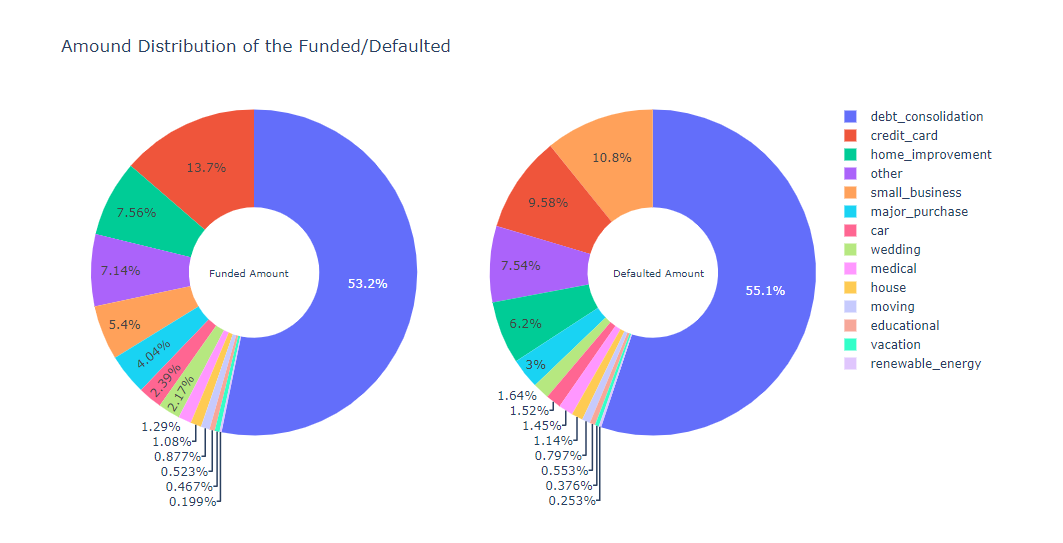 Amound Distribution of the Funded/Defaulted
13.7%
7.56%
7.14%
5.4%
4.04%
2.39%
2.17%
1.29%
1.08%
0.877%
0.523%
0.467%
0.199%
53.2%
Funded Amount
10.8%
9.58%
7.54%
6.2%
3%
1.64%
1.52%
1.45%
1.14%
0.797%
0.553%
0.376%
0.253%
55.1%
Defaulted Amount
debt_consolidation
credit_card
home_improvement
other
small_business
major_purchase
car
wedding
medical
house
moving
educational
vacation
renewable_energy